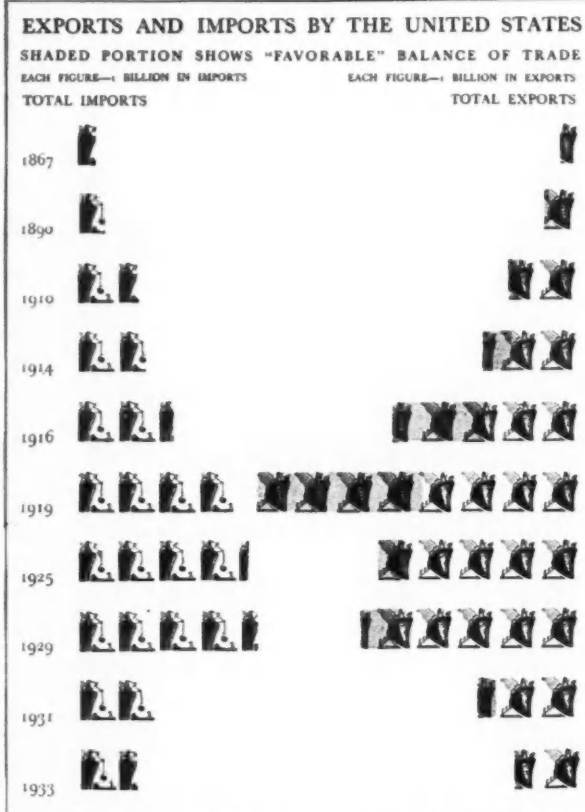 EXPORTS AND IMPORTS BY THE UNITED STATES
SHADED PORTION SHOWS “FAVORABLE” BALANCE OF TRADE
EACH FIGURE—1 BILLION IN IMPORTS EACH FIGURE—1 BILLION IN EXPORTS
TOTAL IMPORTS TOTAL EXPORTS
1867
1890
1910
1914
1916
1919
1925
1929
1931
1933